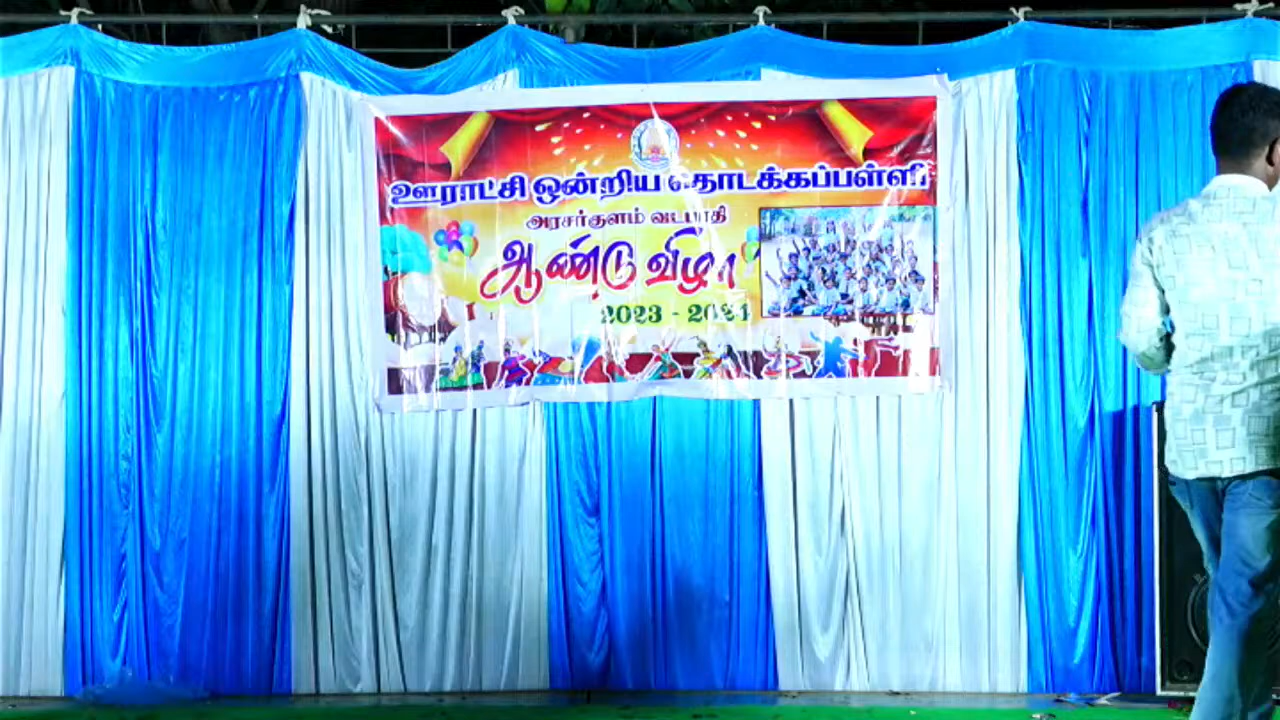 ஊராட்சி ஒன்றிய தொடக்கப்பள்ளி
அரசர்குளம் வடபாதி
ஆண்டு விழா
2023 - 2024